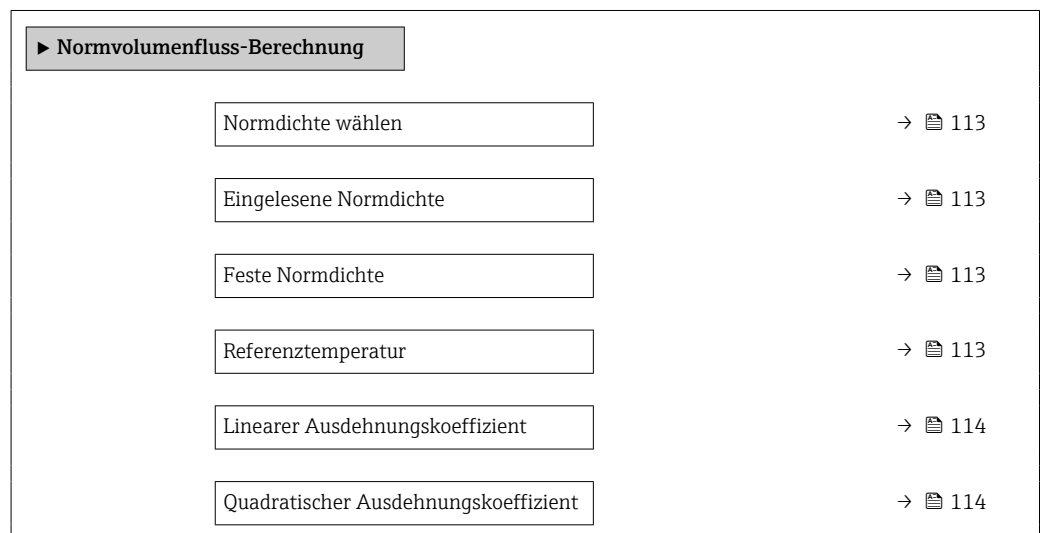 ▶ Normvolumenfluss-Berechnung
Normdichte wählen → 🖺 113
Eingelesene Normdichte → 🖺 113
Feste Normdichte → 🖺 113
Referenztemperatur → 🖺 113
Linearer Ausdehnungskoeffizient → 🖺 114
Quadratischer Ausdehnungskoeffizient → 🖺 114